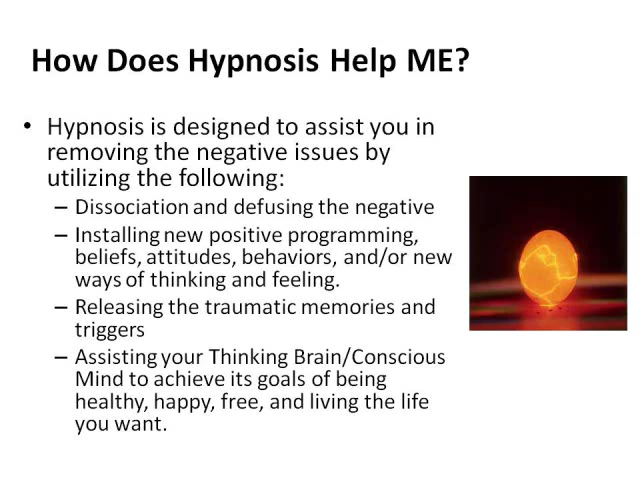 How Does Hypnosis Help ME?
• Hypnosis is designed to assist you in
removing the negative issues by
utilizing the following:
– Dissociation and defusing the negative
– Installing new positive programming,
beliefs, attitudes, behaviors, and/or new
ways of thinking and feeling.
– Releasing the traumatic memories and
triggers
– Assisting your Thinking Brain/Conscious
Mind to achieve its goals of being
healthy, happy, free, and living the life
you want.